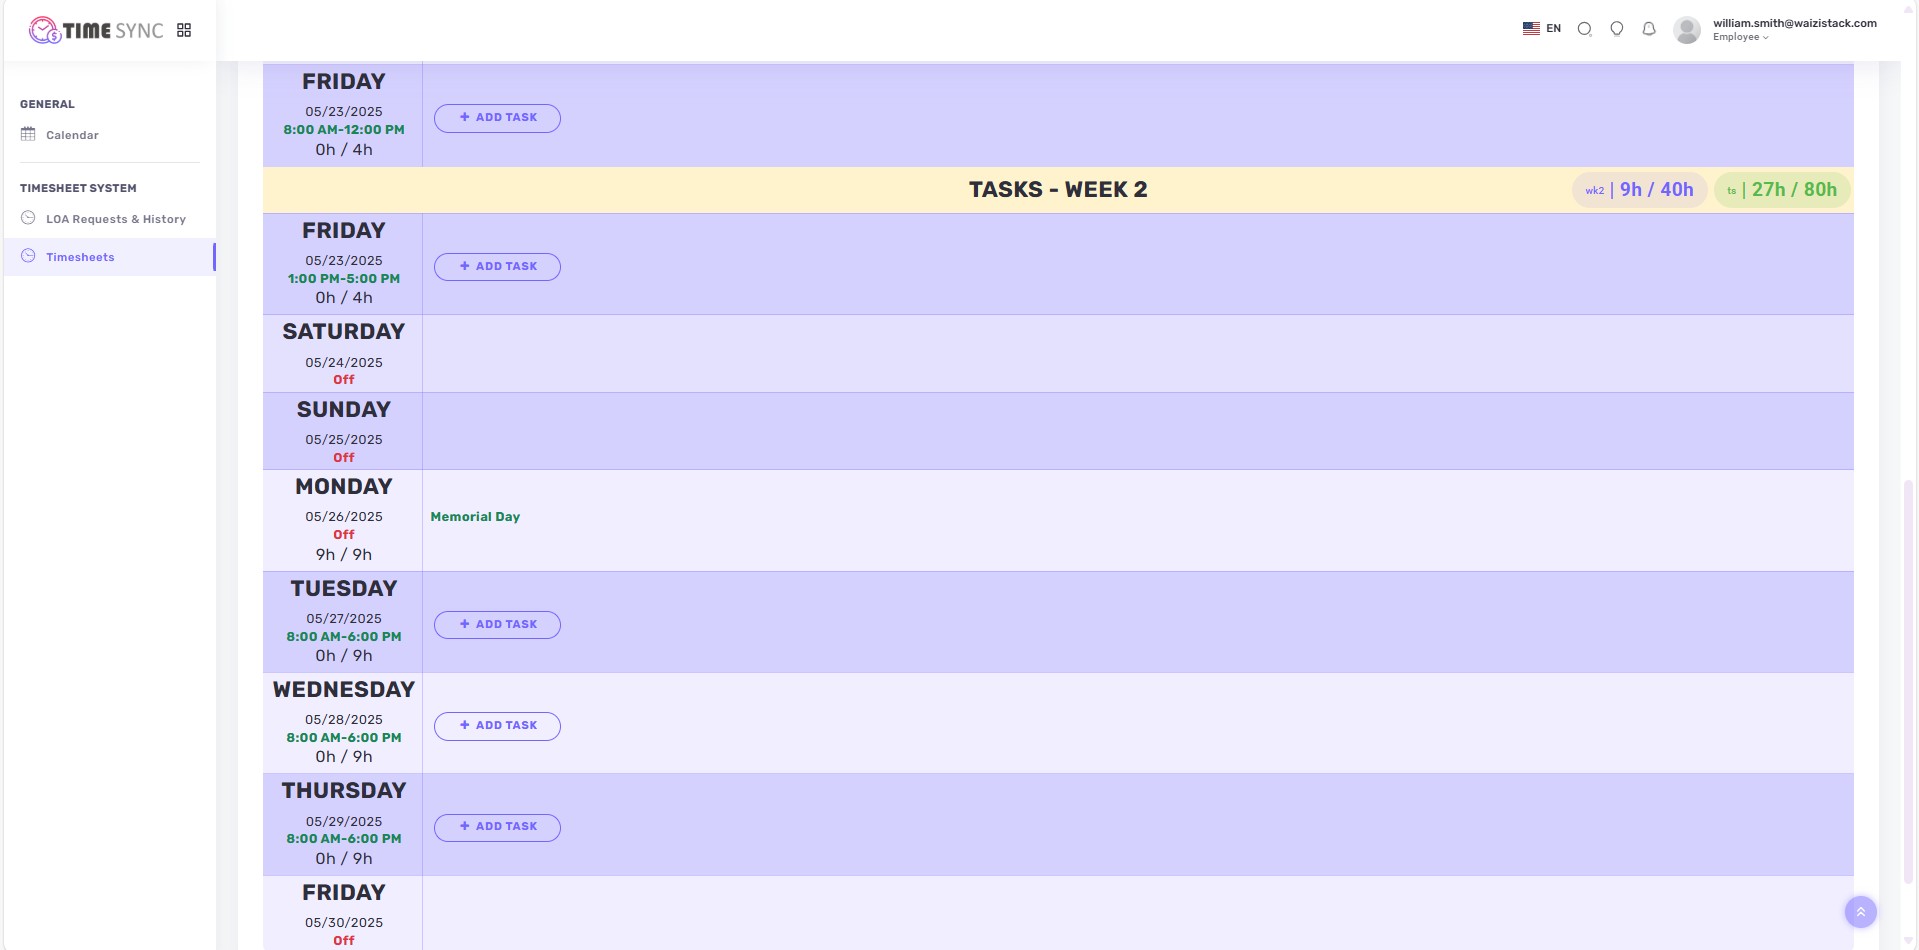 TIME SYNC
EN
william.smith@waizistack.com
Employee
GENERAL
Calendar
TIMESHEET SYSTEM
LOA Requests & History
Timesheets
FRIDAY
05/23/2025
8:00 AM-12:00 PM
0h / 4h
+ ADD TASK
TASKS - WEEK 2
wk2 | 9h / 40h
ts | 27h / 80h
FRIDAY
05/23/2025
1:00 PM-5:00 PM
0h / 4h
+ ADD TASK
SATURDAY
05/24/2025
Off
SUNDAY
05/25/2025
Off
MONDAY
05/26/2025
Off
9h / 9h
Memorial Day
TUESDAY
05/27/2025
8:00 AM-6:00 PM
0h / 9h
+ ADD TASK
WEDNESDAY
05/28/2025
8:00 AM-6:00 PM
0h / 9h
+ ADD TASK
THURSDAY
05/29/2025
8:00 AM-6:00 PM
0h / 9h
+ ADD TASK
FRIDAY
05/30/2025
Off